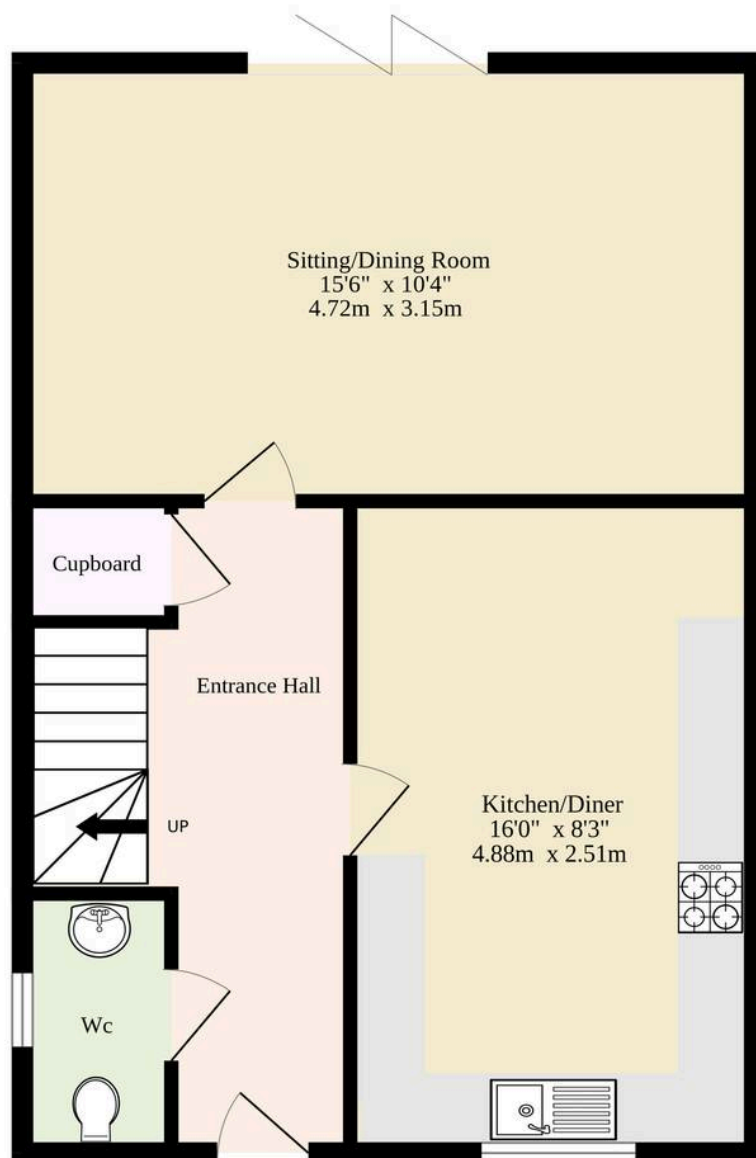 Sitting/Dining Room
15'6" x 10'4"
4.72m x 3.15m
Cupboard
Entrance Hall
UP
Kitchen/Diner
16'0" x 8'3"
4.88m x 2.51m
Wc